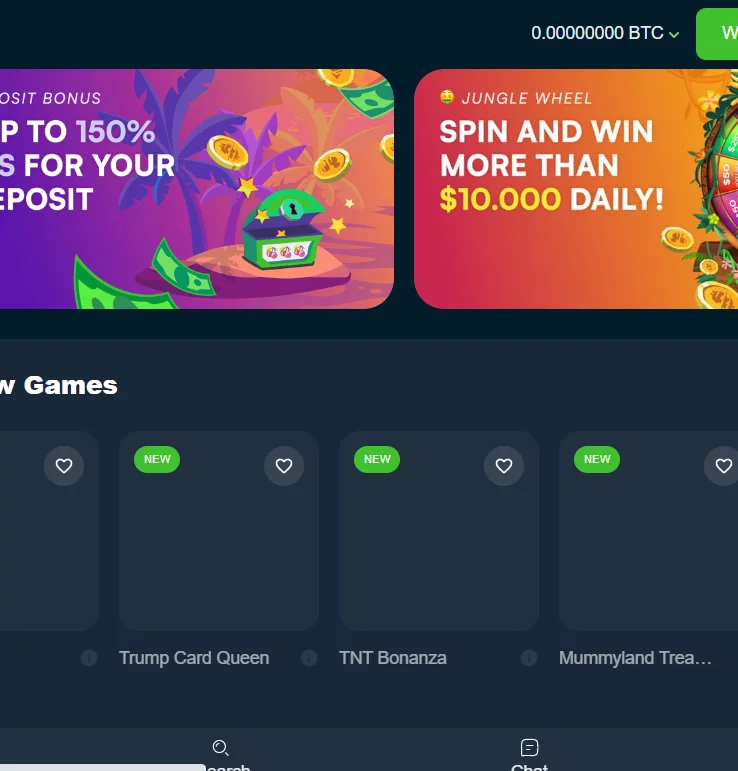 0.00000000 BTC
W
OSIT BONUS
P TO 150%
S FOR YOUR
EPOSIT
JUNGLE WHEEL
SPIN AND WIN
MORE THAN
$10.000 DAILY!
w Games
NEW
NEW
NEW
Trump Card Queen
TNT Bonanza
Mummyland Trea...
earch
Chat